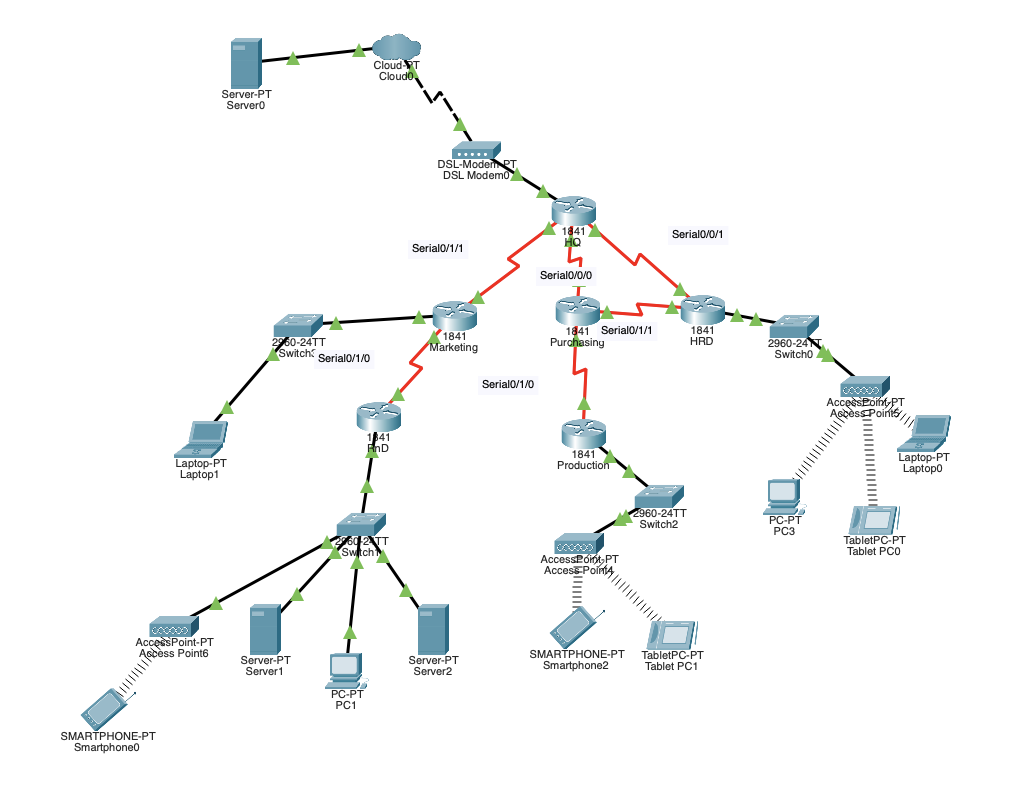 Server-PT
Server0
Cloud-PT
Cloud0
DSL-Modem-PT
DSL Modem0
1841
HQ
Serial0/1/1
Serial0/0/1
Serial0/0/0
1841
Marketing
1841
Purchasing
Serial0/1/1
1841
HRD
2960-24TT
Switch0
2960-24TT
Serial0/1/0
Serial0/1/0
AccessPoint-PT
Access Point5
1841
RnD
1841
Production
Laptop-PT
Laptop1
Laptop-PT
Laptop0
2960-24TT
Switch2
PC-PT
PC3
TabletPC-PT
Tablet PC0
2960-24TT
Switch1
AccessPoint-PT
Access Point4
AccessPoint-PT
Access Point6
Server-PT
Server1
Server-PT
Server2
PC-PT
PC1
SMARTPHONE-PT
Smartphone2
TabletPC-PT
Tablet PC1
SMARTPHONE-PT
Smartphone0